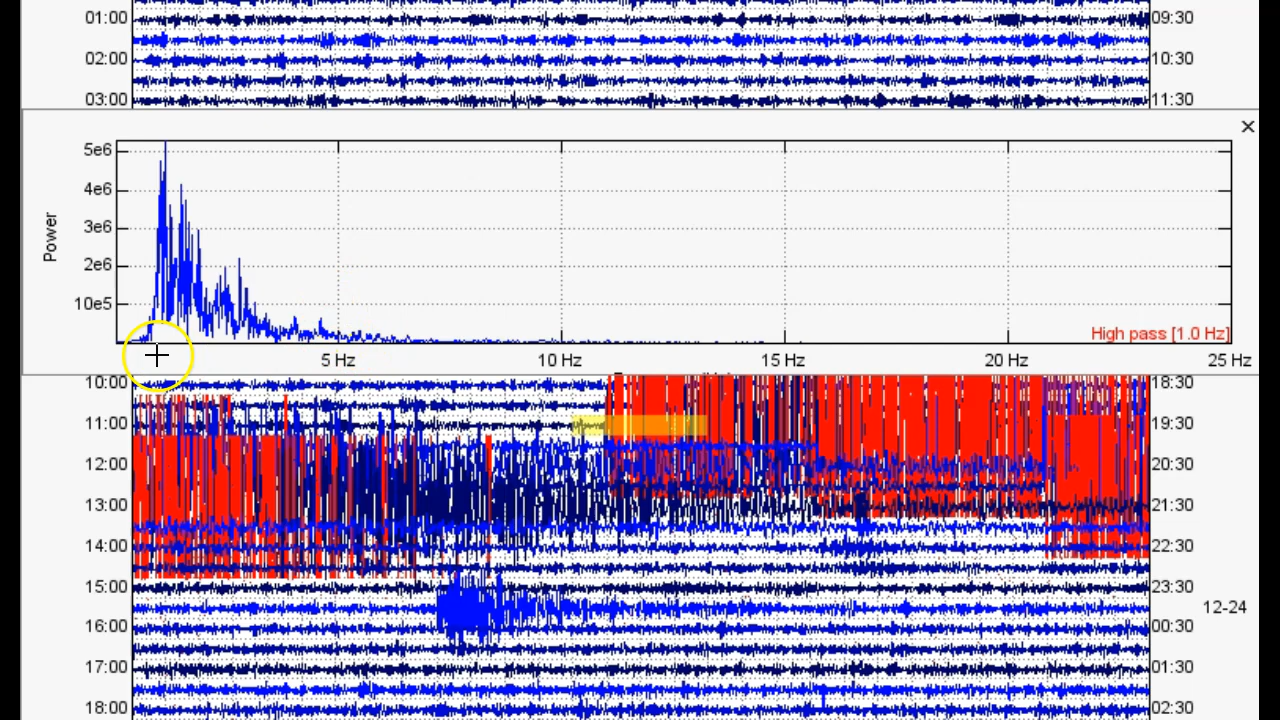 01:00 09:30
02:00 10:30
03:00 11:30
×
5e6
4e6
3e6
2e6
10e5
Power
High pass [1.0 Hz]
5 Hz 10 Hz 15 Hz 20 Hz 25 Hz
10:00 18:30
11:00 19:30
12:00 20:30
13:00 21:30
14:00 22:30
15:00 23:30
12-24
16:00 00:30
17:00 01:30
18:00 02:30